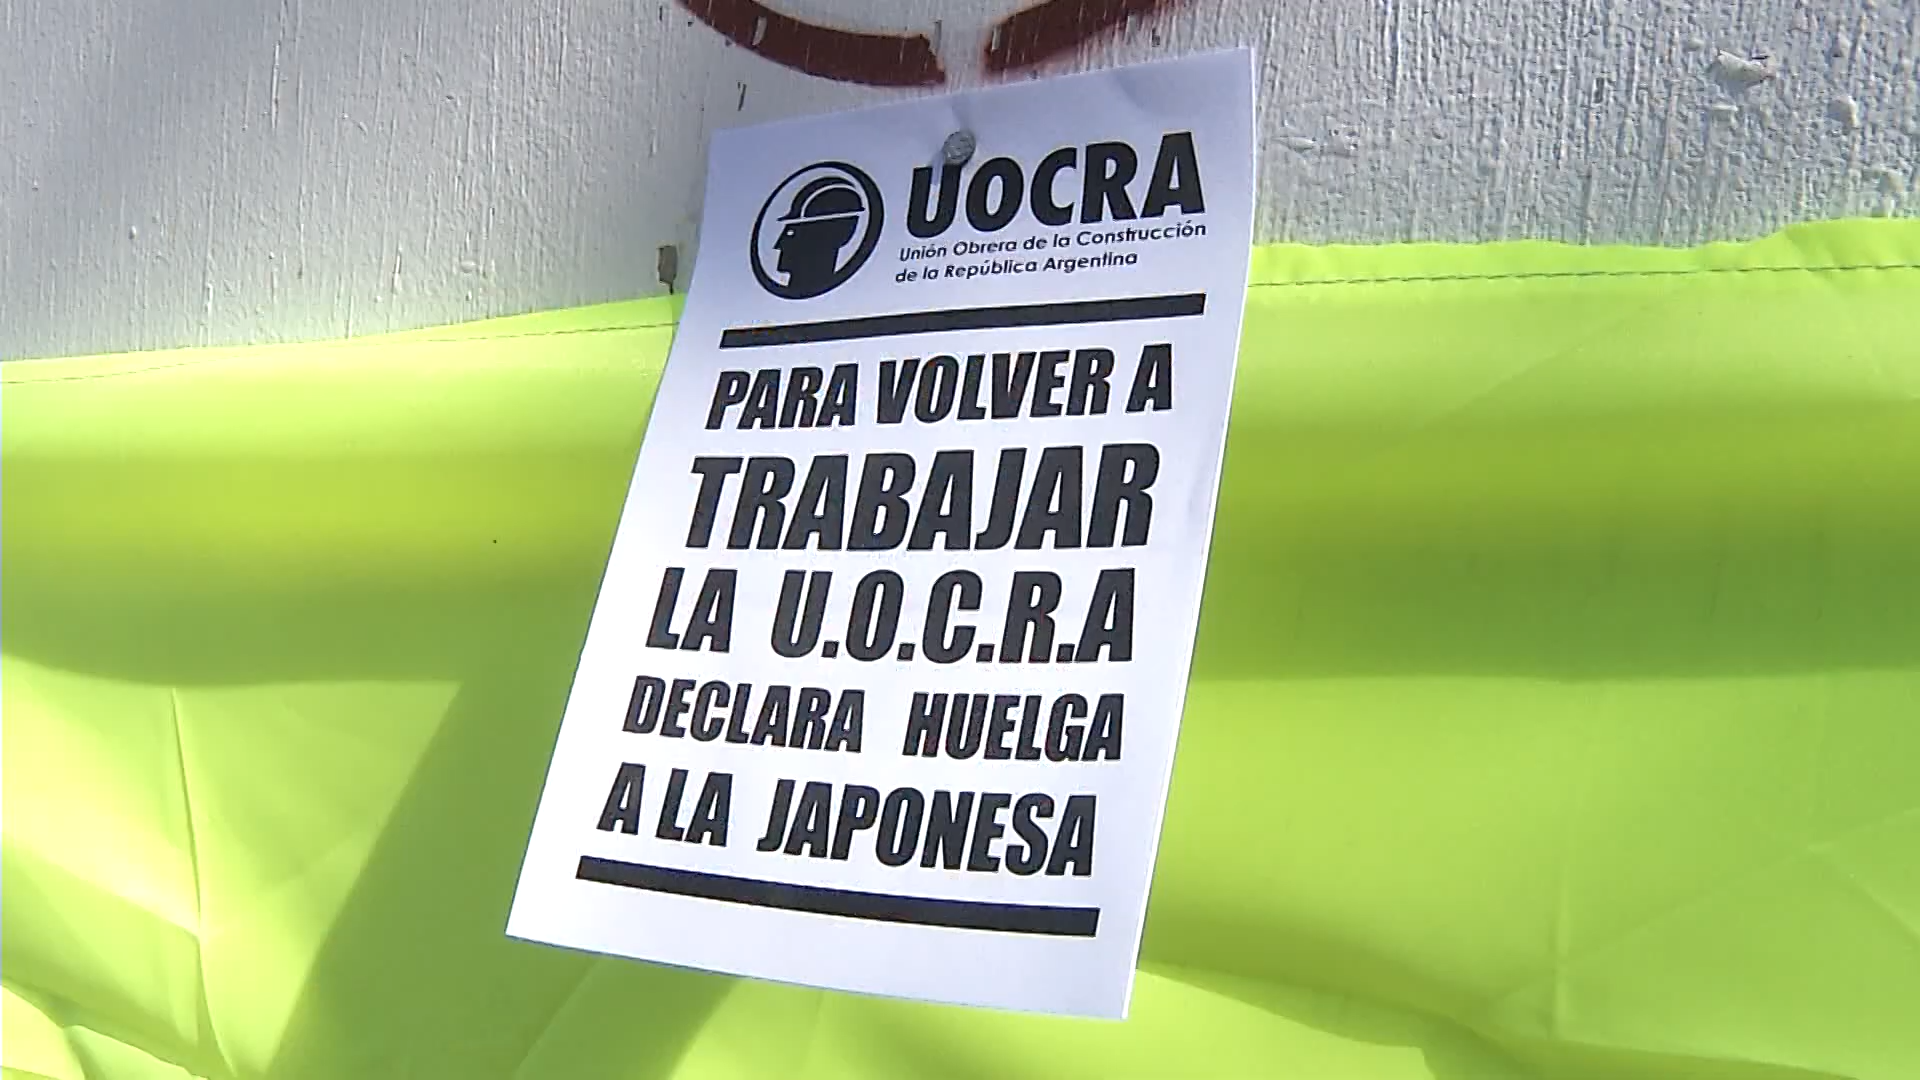 UOCRA
Unión Obrera de la Construcción
de la República Argentina
PARA VOLVER A
TRABAJAR
LA U.O.C.R.A
DECLARA HUELGA
A LA JAPONESA